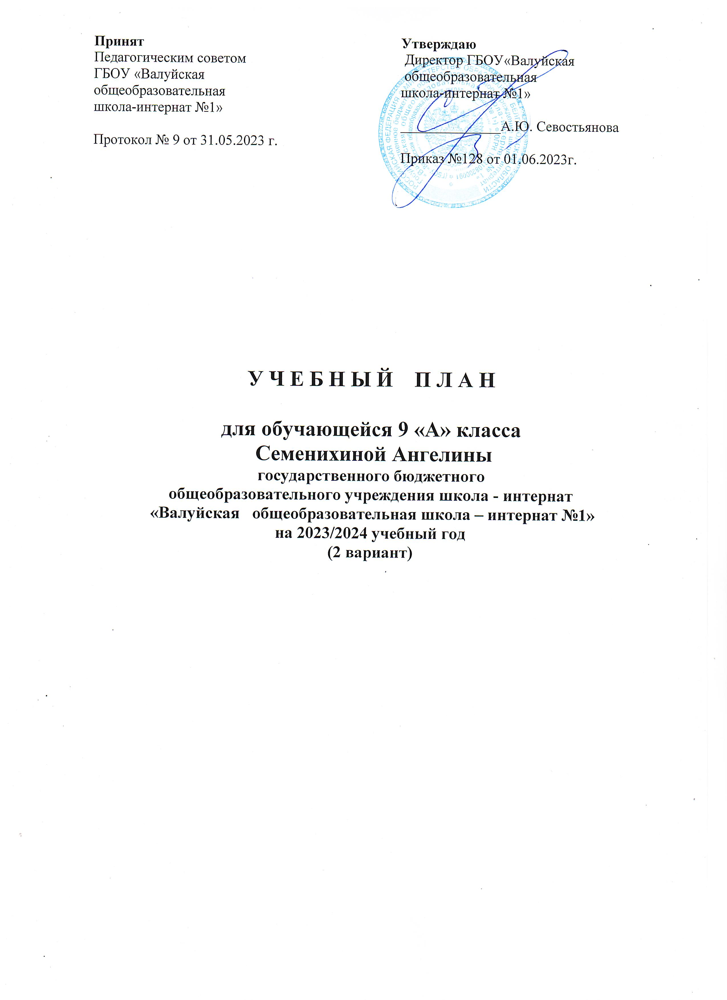 Принят
Педагогическим советом
ГБОУ «Валуйская
общеобразовательная
школа-интернат №1»
Протокол № 9 от 31.05.2023 г.
Утверждаю
Директор ГБОУ«Валуйская
общеобразовательная
школа-интернат №1»
______________А.Ю. Севостьянова
Приказ №128 от 01.06.2023г.
У Ч Е Б Н Ы Й П Л А Н
для обучающейся 9 «А» класса
Семенихиной Ангелины
государственного бюджетного
общеобразовательного учреждения школа - интернат
«Валуйская общеобразовательная школа – интернат №1»
на 2023/2024 учебный год
(2 вариант)